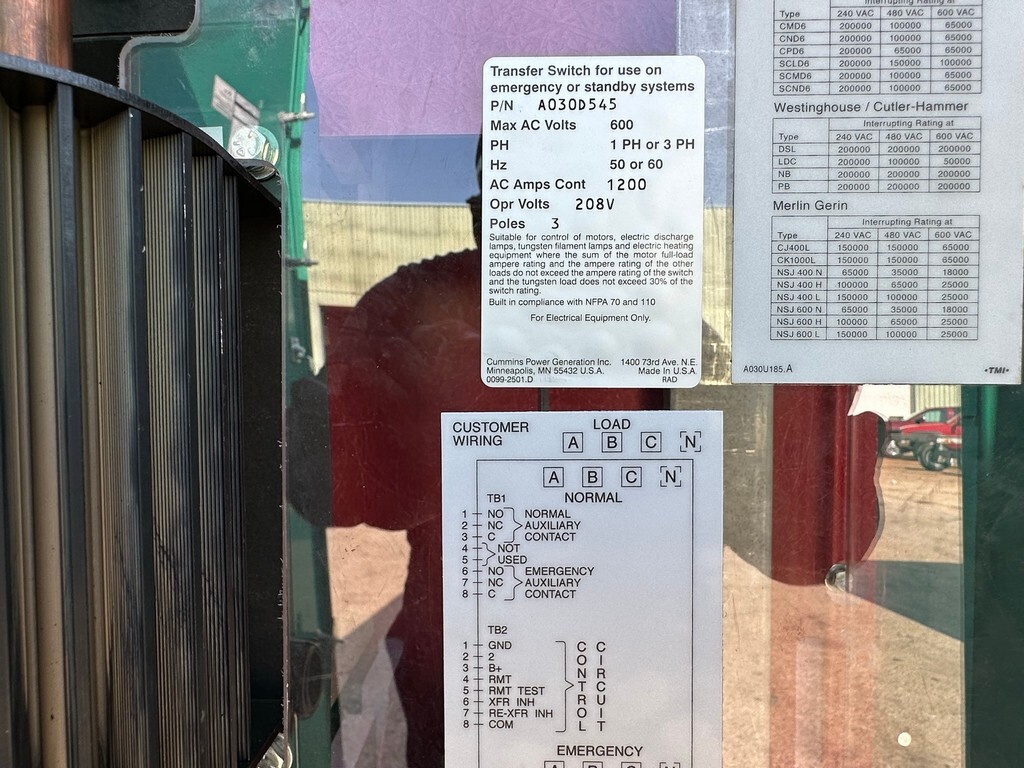 Transfer Switch for use on
emergency or standby systems
P/N A030D545
Max AC Volts 600
PH 1 PH or 3 PH
Hz 50 or 60
AC Amps Cont 1200
Opr Volts 208V
Poles 3
Suitable for control of motors, electric discharge
lamps, tungsten filament lamps and electric heating
equipment where the sum of the motor full-load
ampere rating and the ampere rating of the other
loads do not exceed the ampere rating of the switch
and the tungsten load does not exceed 30% of the
switch rating.
Built in compliance with NFPA 70 and 110
For Electrical Equipment Only.
Cummins Power Generation Inc. 1400 73rd Ave. N.E.
Minneapolis, MN 55432 U.S.A. Made in U.S.A.
0099-2501.D RAD
Interrupting Rating at
Type 240 VAC 480 VAC 600 VAC
CMD6 200000 100000 65000
CND6 200000 100000 65000
CPD6 200000 65000 65000
SCLD6 200000 150000 100000
SCMD6 200000 100000 65000
SCND6 200000 100000 65000
Westinghouse / Cutler-Hammer
Interrupting Rating at
Type 240 VAC 480 VAC 600 VAC
DSL 200000 200000 200000
LDC 200000 100000 50000
NB 200000 200000 200000
PB 200000 200000 200000
Merlin Gerin
Interrupting Rating at
Type 240 VAC 480 VAC 600 VAC
CJ400L 150000 150000 65000
CK1000L 150000 150000 65000
NSJ 400 N 65000 35000 18000
NSJ 400 H 100000 65000 25000
NSJ 400 L 150000 100000 25000
NSJ 600 N 65000 35000 18000
NSJ 600 H 100000 65000 25000
NSJ 600 L 150000 100000 25000
A030U185.A •TMI•
CUSTOMER
WIRING
LOAD
A B C N
A B C N
NORMAL
TB1
1 NO NORMAL
2 NC AUXILIARY
3 C CONTACT
4 NOT
5 USED
6 NO EMERGENCY
7 NC AUXILIARY
8 C CONTACT
TB2
1 GND
2 2
3 B+
4 RMT
5 RMT TEST
6 XFR INH
7 RE-XFR INH
8 COM
CONTROL
CIRCUIT
EMERGENCY
A B C N